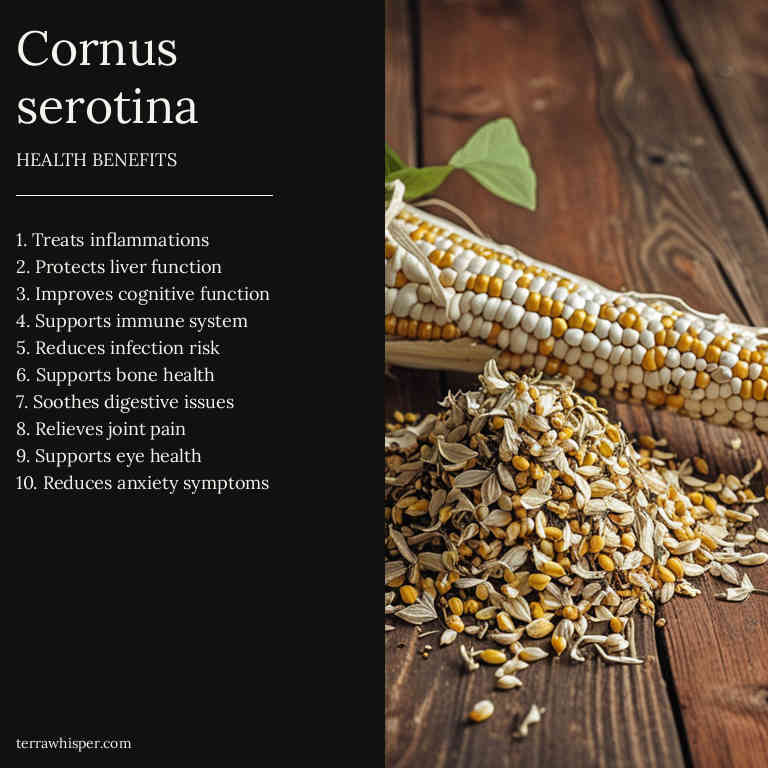 Cornus
serotina
HEALTH BENEFITS
1. Treats inflammations
2. Protects liver function
3. Improves cognitive function
4. Supports immune system
5. Reduces infection risk
6. Supports bone health
7. Soothes digestive issues
8. Relieves joint pain
9. Supports eye health
10. Reduces anxiety symptoms
terrawhisper.com